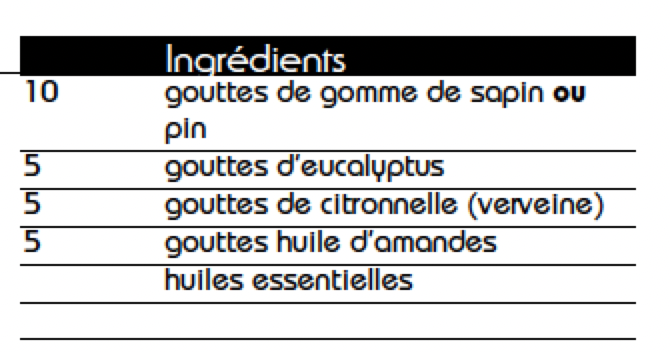 Ingrédients
10 gouttes de gomme de sapin ou
pin
5 gouttes d'eucalyptus
5 gouttes de citronnelle (verveine)
5 gouttes huile d'amandes
huiles essentielles